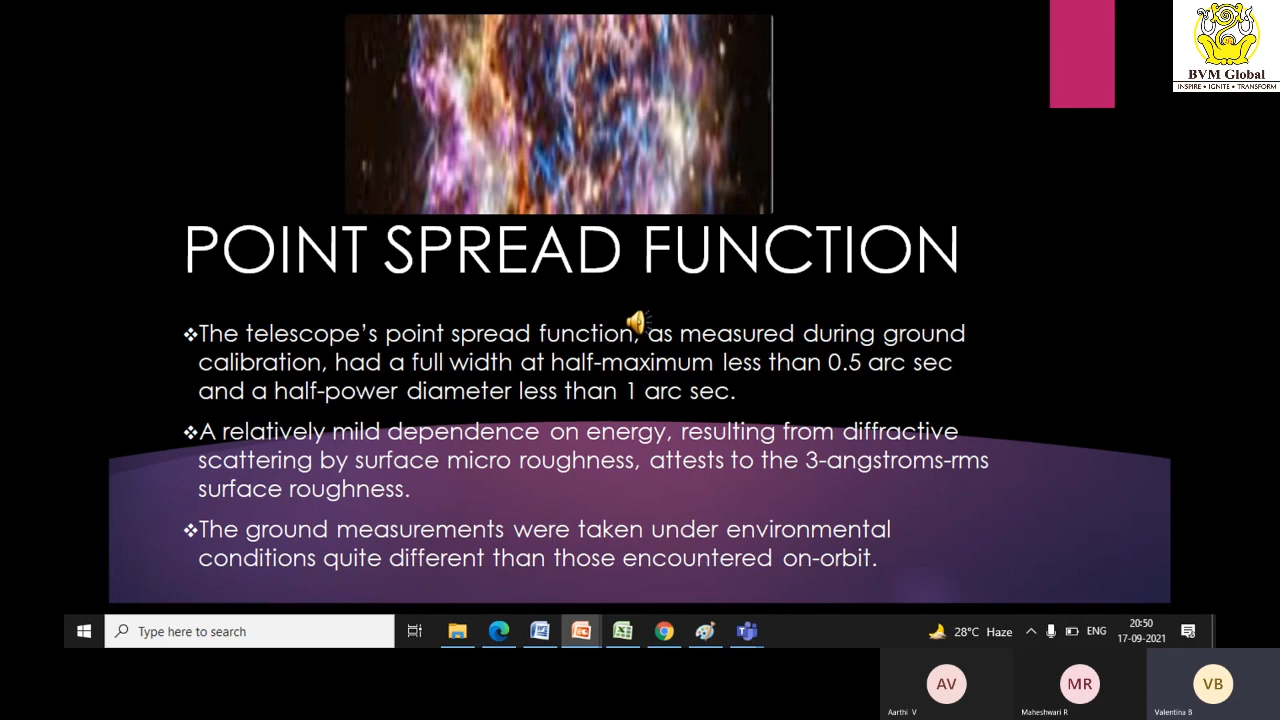 BVM Global
INSPIRE • IGNITE • TRANSFORM
POINT SPREAD FUNCTION
❖The telescope's point spread function, as measured during ground
calibration, had a full width at half-maximum less than 0.5 arc sec
and a half-power diameter less than 1 arc sec.
❖A relatively mild dependence on energy, resulting from diffractive
scattering by surface micro roughness, attests to the 3-angstroms-rms
surface roughness.
❖The ground measurements were taken under environmental
conditions quite different than those encountered on-orbit.
Type here to search
28°C Haze
ENG
20:50
17-09-2021
AV
MR
VB
Aarthi V
Maheshwari R
Valentina B